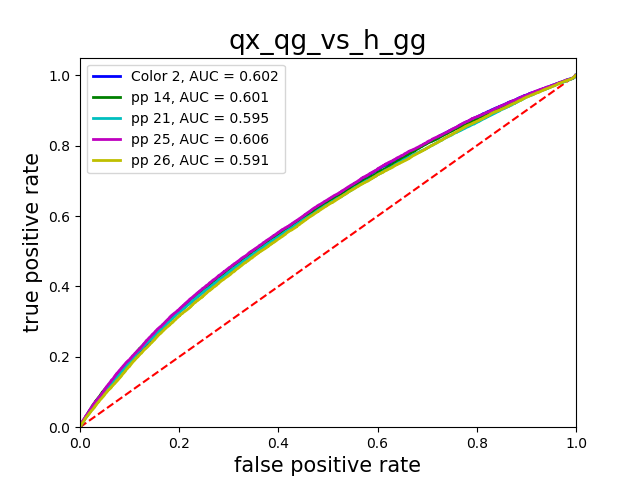 qx_qg_vs_h_gg
Color 2, AUC = 0.602
pp 14, AUC = 0.601
pp 21, AUC = 0.595
pp 25, AUC = 0.606
pp 26, AUC = 0.591
true positive rate
1.0
0.8
0.6
0.4
0.2
0.0
0.0 0.2 0.4 0.6 0.8 1.0
false positive rate